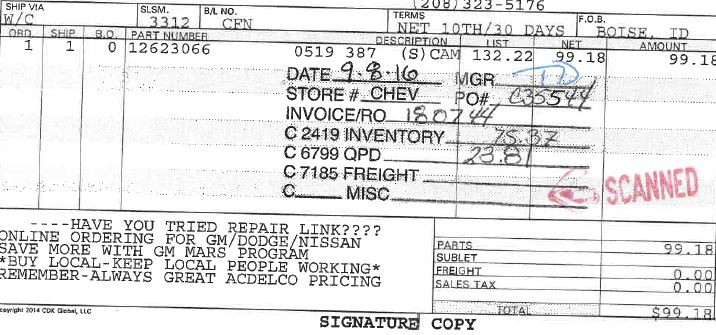 (208)323-5176
SHIP VIA SLSM. B/L NO. TERMS F.O.B.
W/C 3312 CFN NET 10TH/30 DAYS BOISE, ID
ORD SHIP B.O. PART NUMBER DESCRIPTION LIST NET AMOUNT
1 1 0 12623066 0519 387 (S)CAM 132.22 99.18 99.18
DATE 9.8.16 MGR
STORE # CHEV PO# C35544
INVOICE/RO 180744
C 2419 INVENTORY 75.37
C 6799 QPD 23.81
C 7185 FREIGHT
C MISC SCANNED
----HAVE YOU TRIED REPAIR LINK????
ONLINE ORDERING FOR GM/DODGE/NISSAN
SAVE MORE WITH GM MARS PROGRAM
*BUY LOCAL-KEEP LOCAL PEOPLE WORKING*
REMEMBER-ALWAYS GREAT ACDELCO PRICING
PARTS 99.18
SUBLET
FREIGHT 0.00
SALES TAX 0.00
TOTAL $99.18
copyright 2014 CDK Global, LLC
SIGNATURE COPY